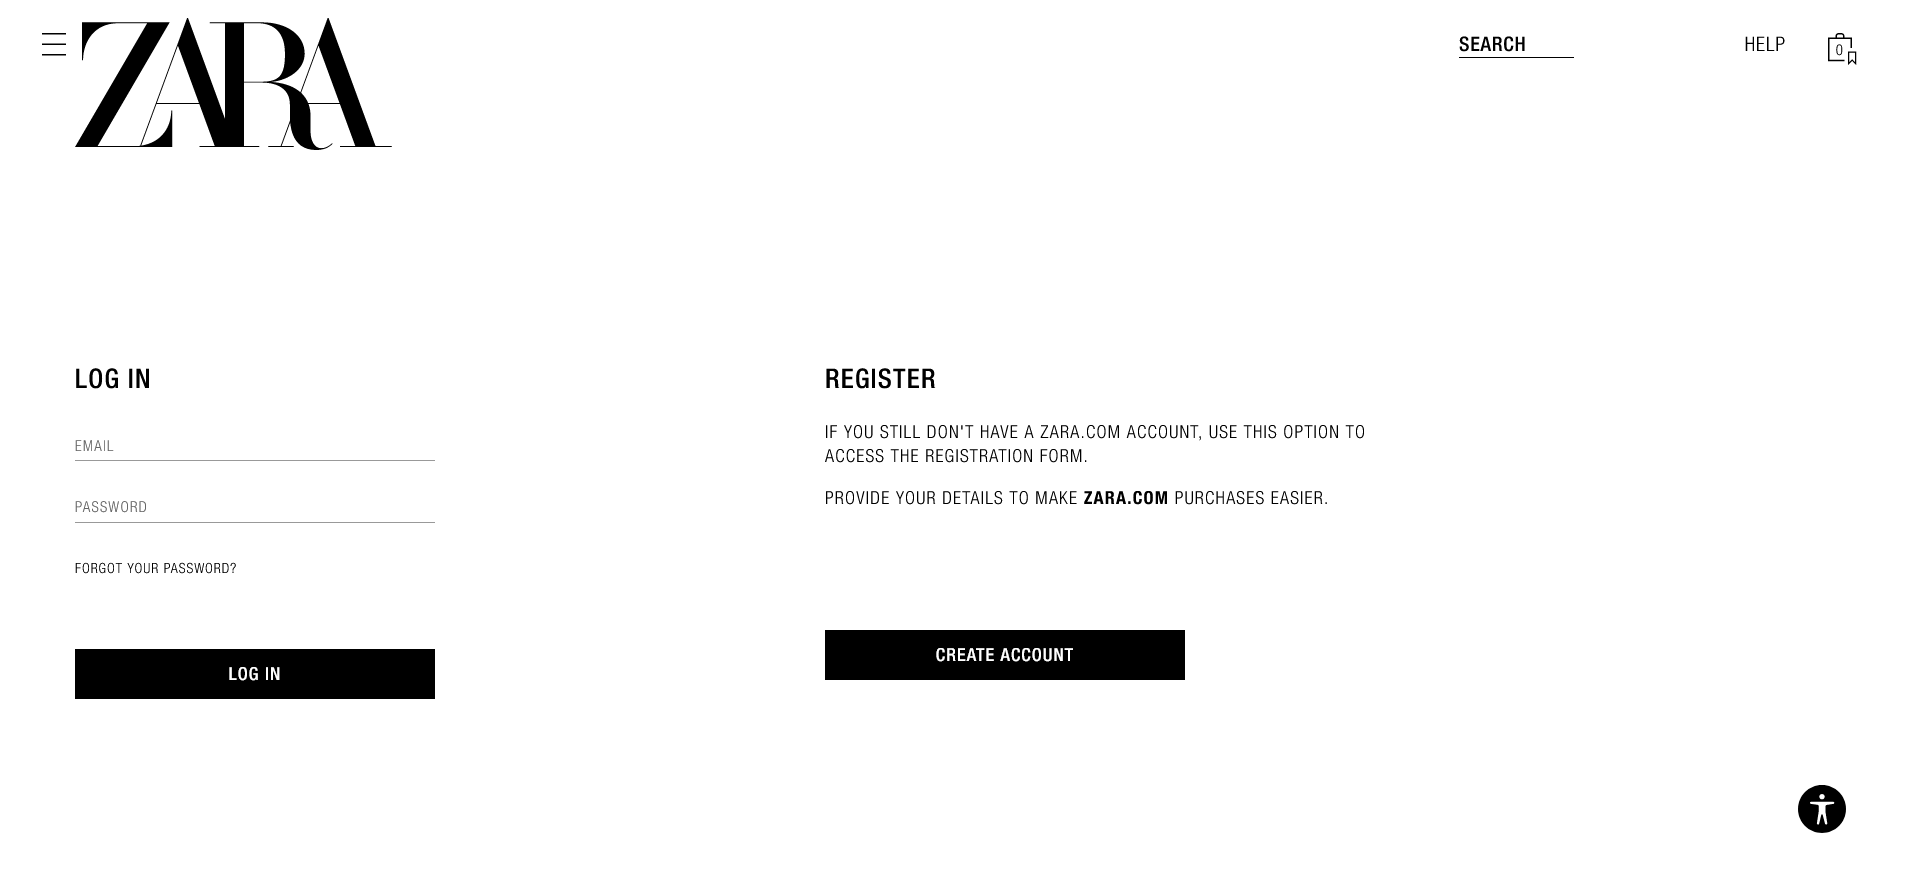 ZARA
SEARCH
HELP
0
LOG IN
EMAIL
PASSWORD
FORGOT YOUR PASSWORD?
LOG IN
REGISTER
IF YOU STILL DON'T HAVE A ZARA.COM ACCOUNT, USE THIS OPTION TO
ACCESS THE REGISTRATION FORM.
PROVIDE YOUR DETAILS TO MAKE ZARA.COM PURCHASES EASIER.
CREATE ACCOUNT